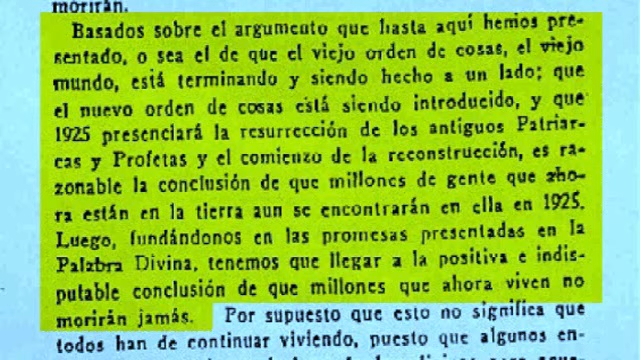 morirán.
Basados sobre el argumento que hasta aquí hemos pre-
sentado, o sea el de que el viejo orden de cosas, el viejo
mundo, está terminando y siendo hecho a un lado; que
el nuevo orden de cosas está siendo introducido, y que
1925 presenciará la resurrección de los antiguos Patriar-
cas y Profetas y el comienzo de la reconstrucción, es ra-
zonable la conclusión de que millones de gente que aho-
ra están en la tierra aun se encontrarán en ella en 1925.
Luego, fundándonos en las promesas presentadas en la
Palabra Divina, tenemos que llegar a la positiva e indis-
putable conclusión de que millones que ahora viven no
morirán jamás. Por supuesto que esto no significa que
todos han de continuar viviendo, puesto que algunos en-